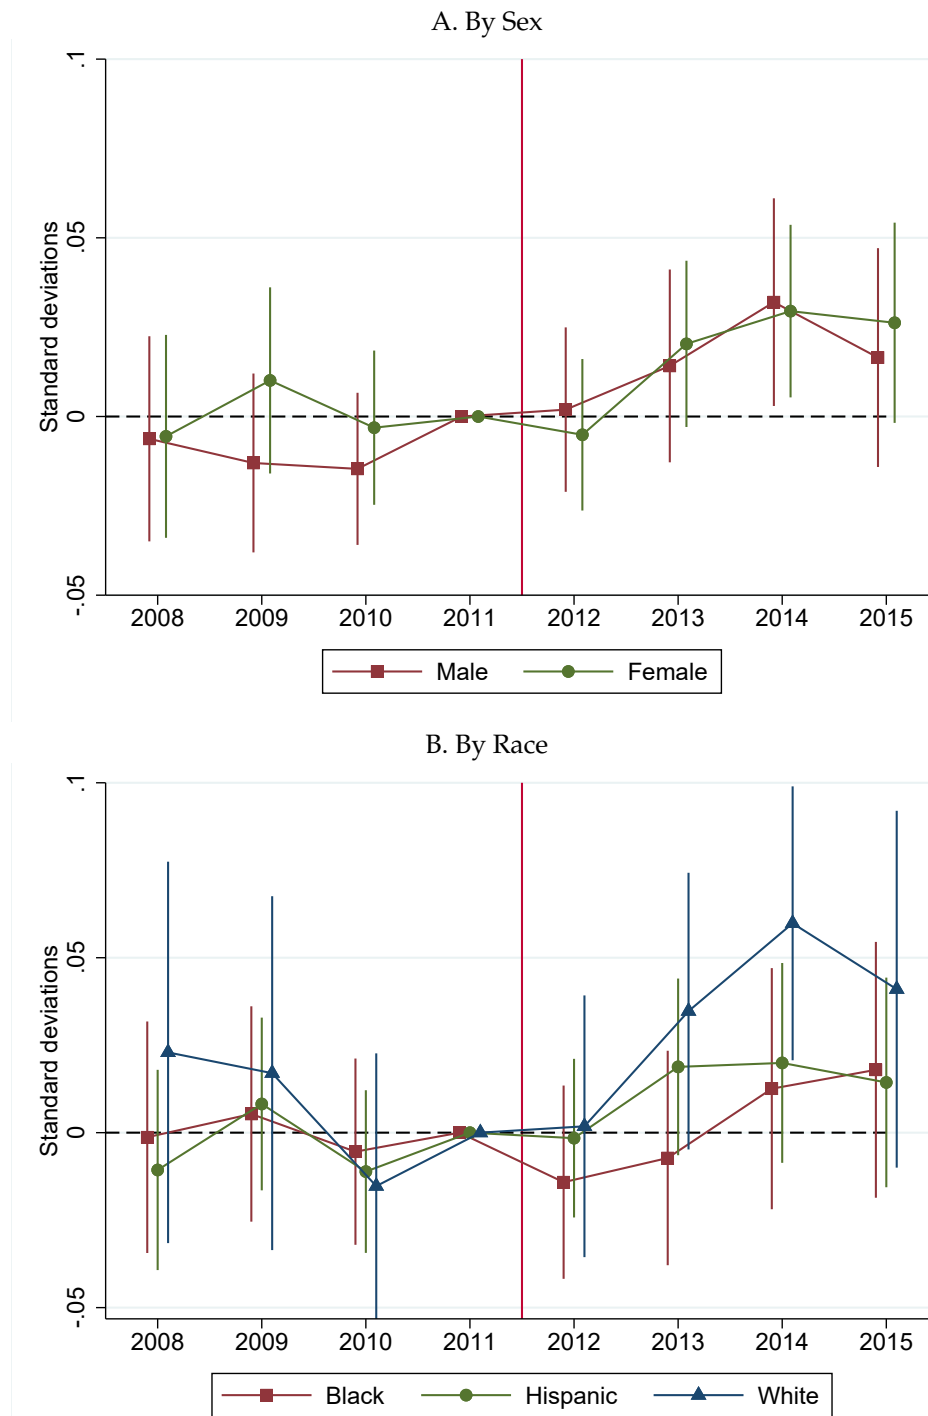 A. By Sex
Standard deviations
.1
.05
0
-.05
2008 2009 2010 2011 2012 2013 2014 2015
Male Female
B. By Race
Standard deviations
.1
.05
0
-.05
2008 2009 2010 2011 2012 2013 2014 2015
Black Hispanic White